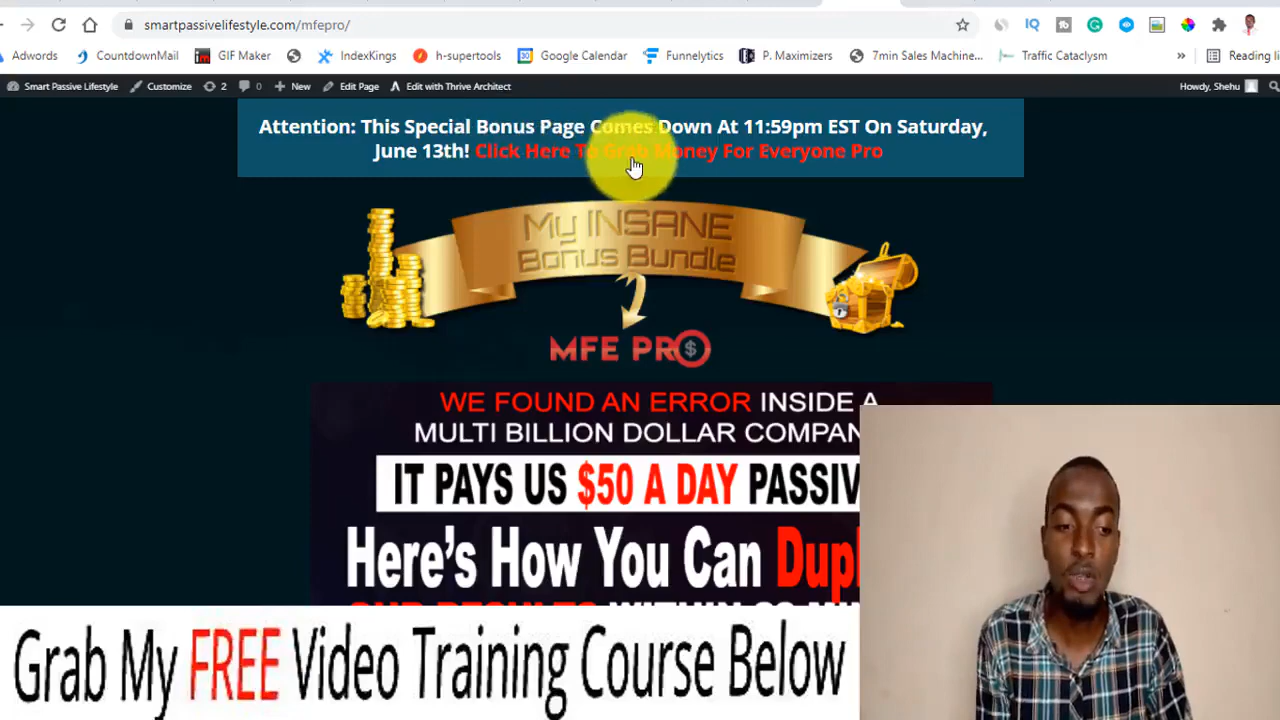 smartpassivelifestyle.com/mfepro/
Adwords CountdownMail GIF Maker IndexKings h-supertools Google Calendar Funnelytics P. Maximizers 7min Sales Machine... Traffic Cataclysm » Reading li
Smart Passive Lifestyle Customize 2 0 New Edit Page Edit with Thrive Architect Howdy, Shehu
Attention: This Special Bonus Page Comes Down At 11:59pm EST On Saturday,
June 13th! Click Here To Grab Money For Everyone Pro
My INSANE
Bonus Bundle
MFE PRO
WE FOUND AN ERROR INSIDE A
MULTI BILLION DOLLAR COMPAN
IT PAYS US $50 A DAY PASSIV
Here's How You Can Dupl
Grab My FREE Video Training Course Below